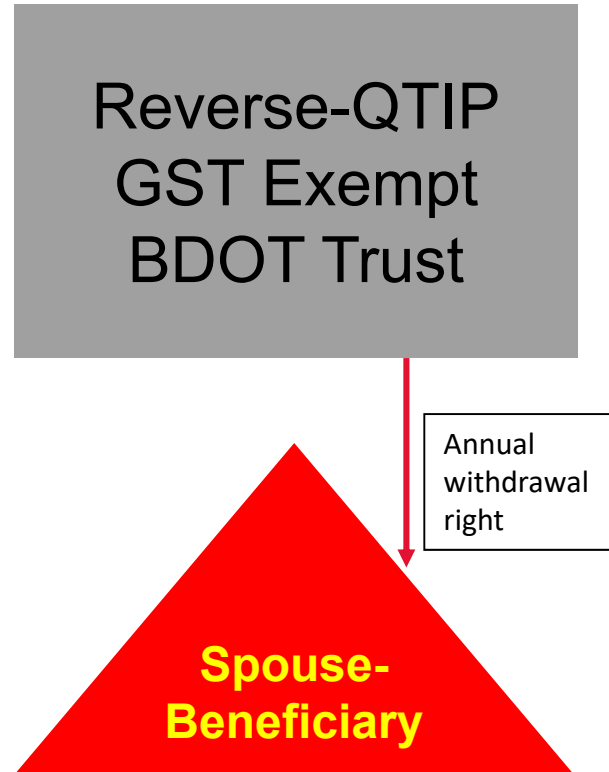 Reverse-QTIP
GST Exempt
BDOT Trust
Annual
withdrawal
right
Spouse-
Beneficiary